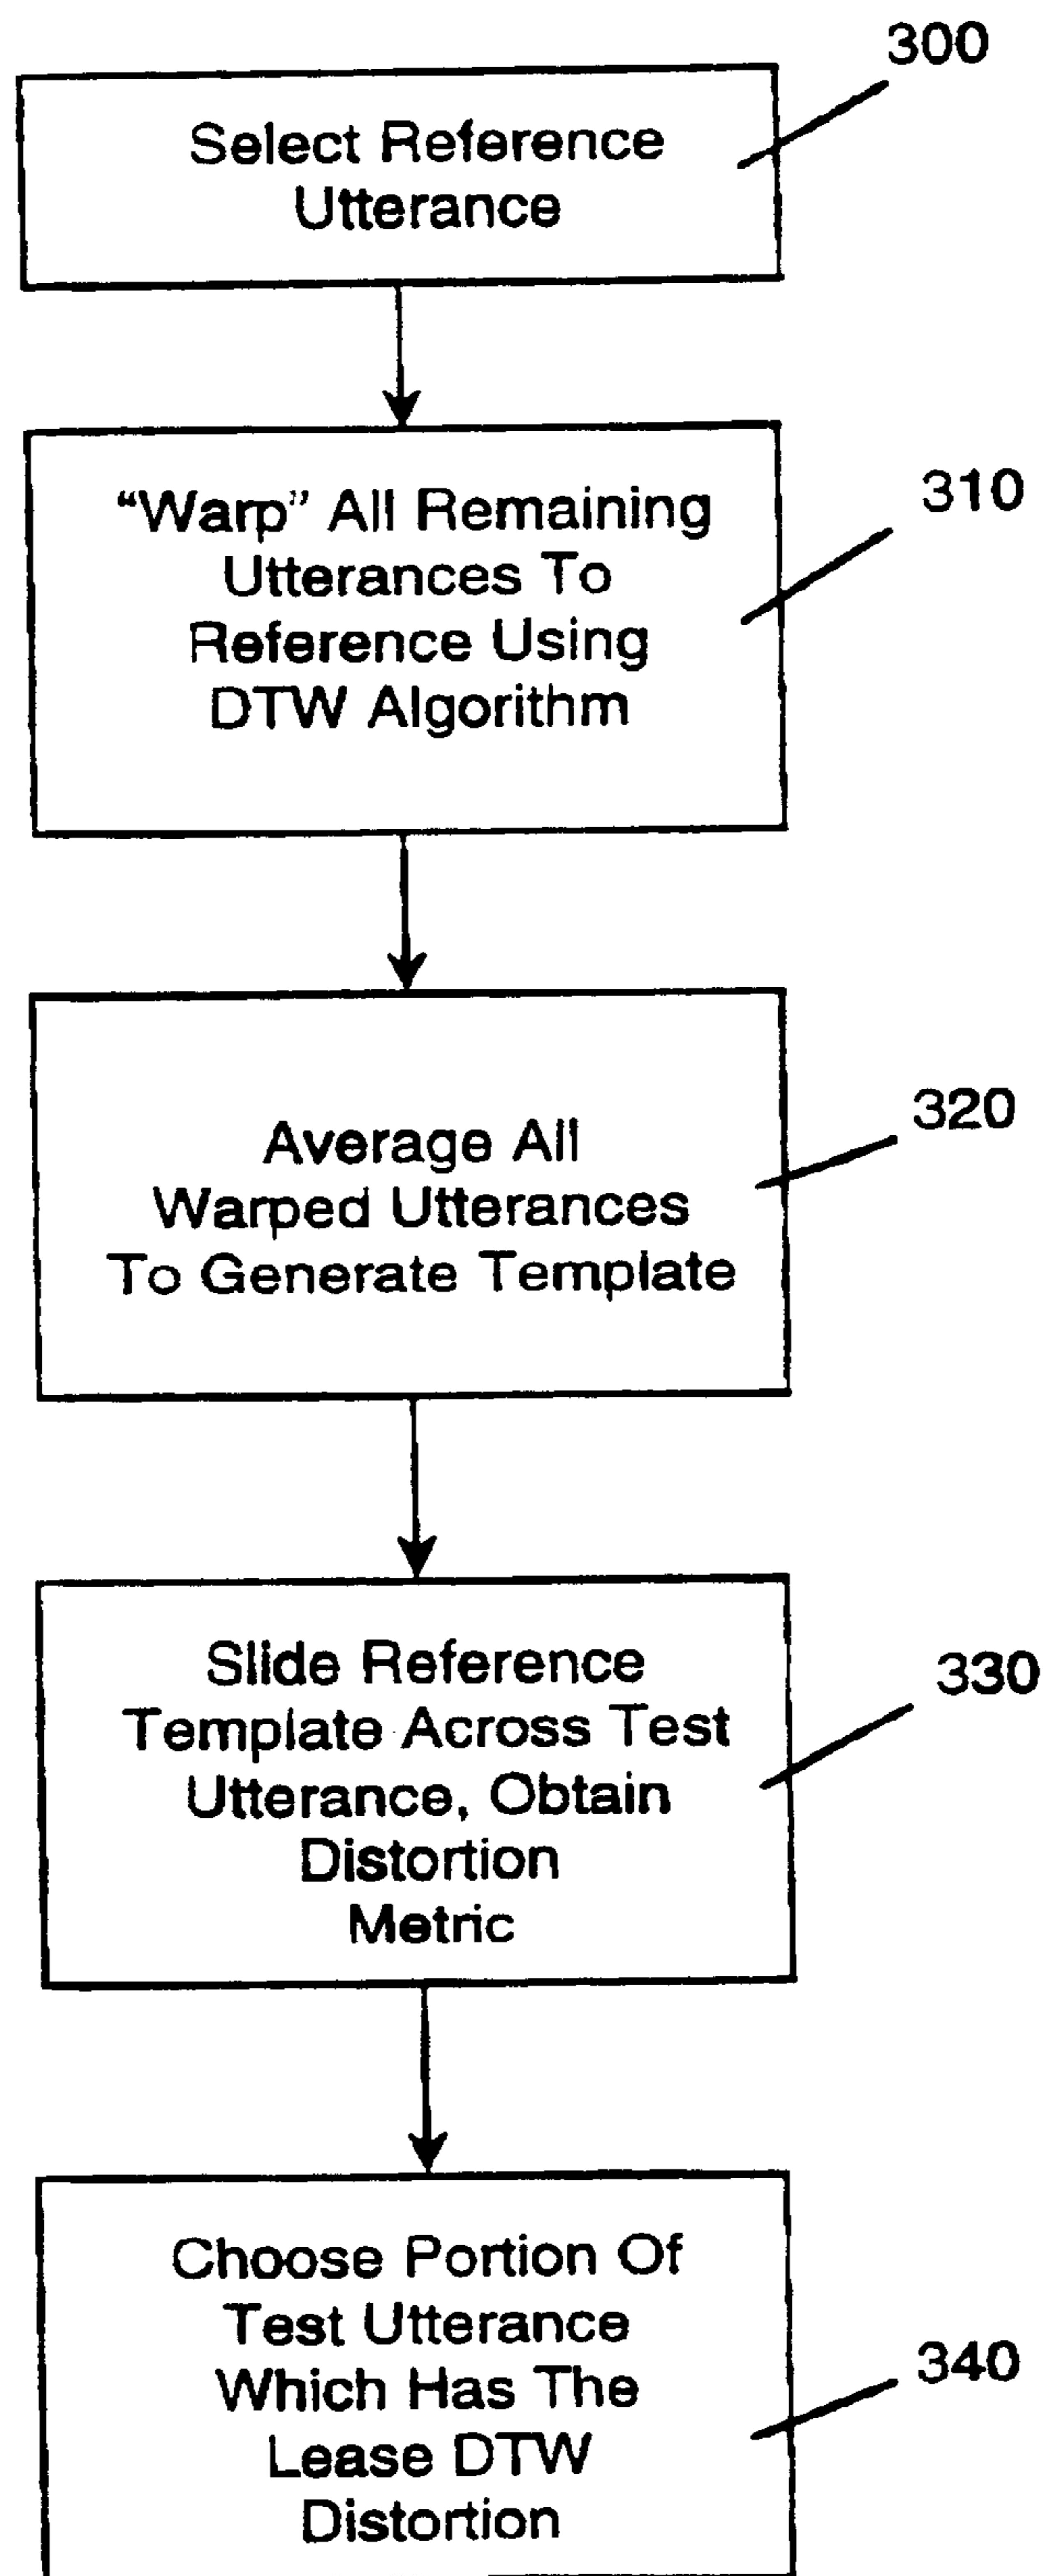 300
Select Reference
Utterance
310
“Warp” All Remaining
Utterances To
Reference Using
DTW Algorithm
320
Average All
Warped Utterances
To Generate Template
330
Slide Reference
Template Across Test
Utterance, Obtain
Distortion
Metric
340
Choose Portion Of
Test Utterance
Which Has The
Lease DTW
Distortion